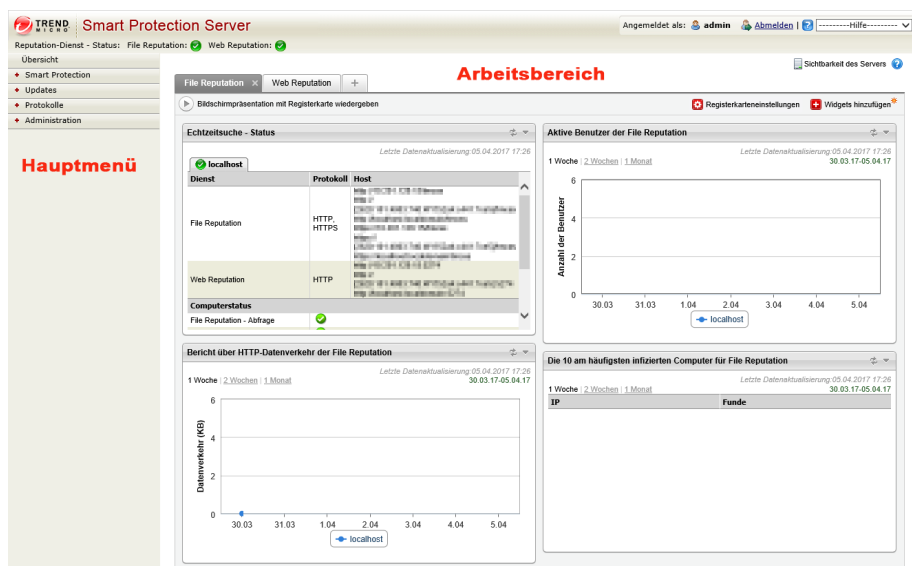 TREND MICRO Smart Protection Server
Angemeldet als: admin Abmelden | ? ---------Hilfe---------
Reputation-Dienst - Status: File Reputation: Web Reputation:
Übersicht
Smart Protection
Updates
Protokolle
Administration
Hauptmenü
Arbeitsbereich
Sichtbarkeit des Servers ?
File Reputation × Web Reputation +
Bildschirmpräsentation mit Registerkarte wiedergeben
Registerkarteneinstellungen Widgets hinzufügen
Echtzeitsuche - Status
Letzte Datenaktualisierung:05.04.2017 17:26
localhost
Dienst Protokoll Host
File Reputation HTTP,
HTTPS
Web Reputation HTTP
Computerstatus
File Reputation - Abfrage
Aktive Benutzer der File Reputation
Letzte Datenaktualisierung:05.04.2017 17:26
1 Woche | 2 Wochen | 1 Monat 30.03.17-05.04.17
Anzahl der Benutzer
6
4
2
0
30.03 31.03 1.04 2.04 3.04 4.04 5.04
localhost
Bericht über HTTP-Datenverkehr der File Reputation
Letzte Datenaktualisierung:05.04.2017 17:26
1 Woche | 2 Wochen | 1 Monat 30.03.17-05.04.17
Datenverkehr (KB)
6
4
2
0
30.03 31.03 1.04 2.04 3.04 4.04 5.04
localhost
Die 10 am häufigsten infizierten Computer für File Reputation
Letzte Datenaktualisierung:05.04.2017 17:26
1 Woche | 2 Wochen | 1 Monat 30.03.17-05.04.17
IP Funde